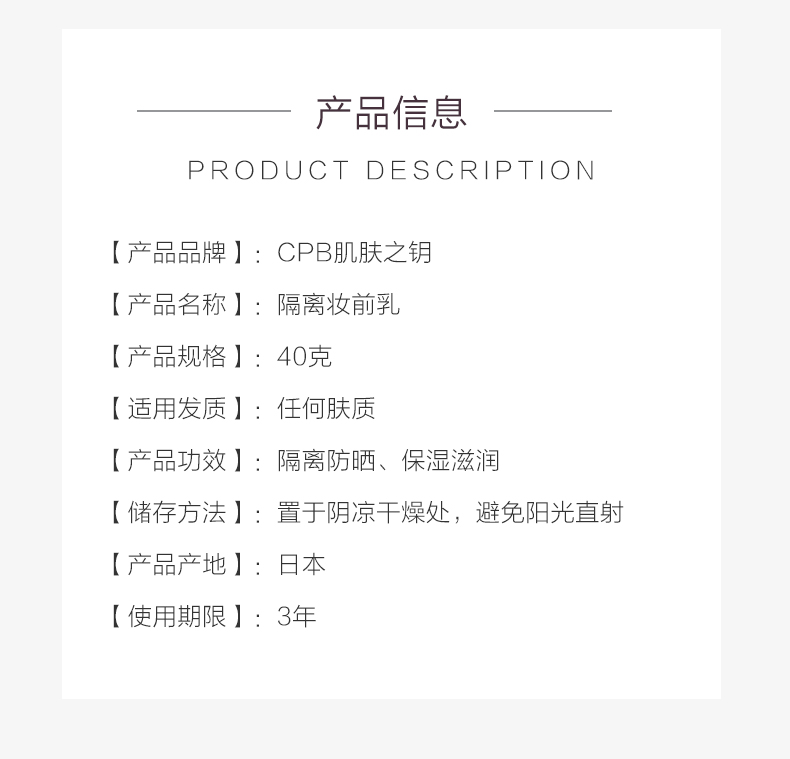 产品信息
PRODUCT DESCRIPTION
【产品品牌】：CPB肌肤之钥
【产品名称】：隔离妆前乳
【产品规格】：40克
【适用发质】：任何肤质
【产品功效】：隔离防晒、保湿滋润
【储存方法】：置于阴凉干燥处，避免阳光直射
【产品产地】：日本
【使用期限】：3年